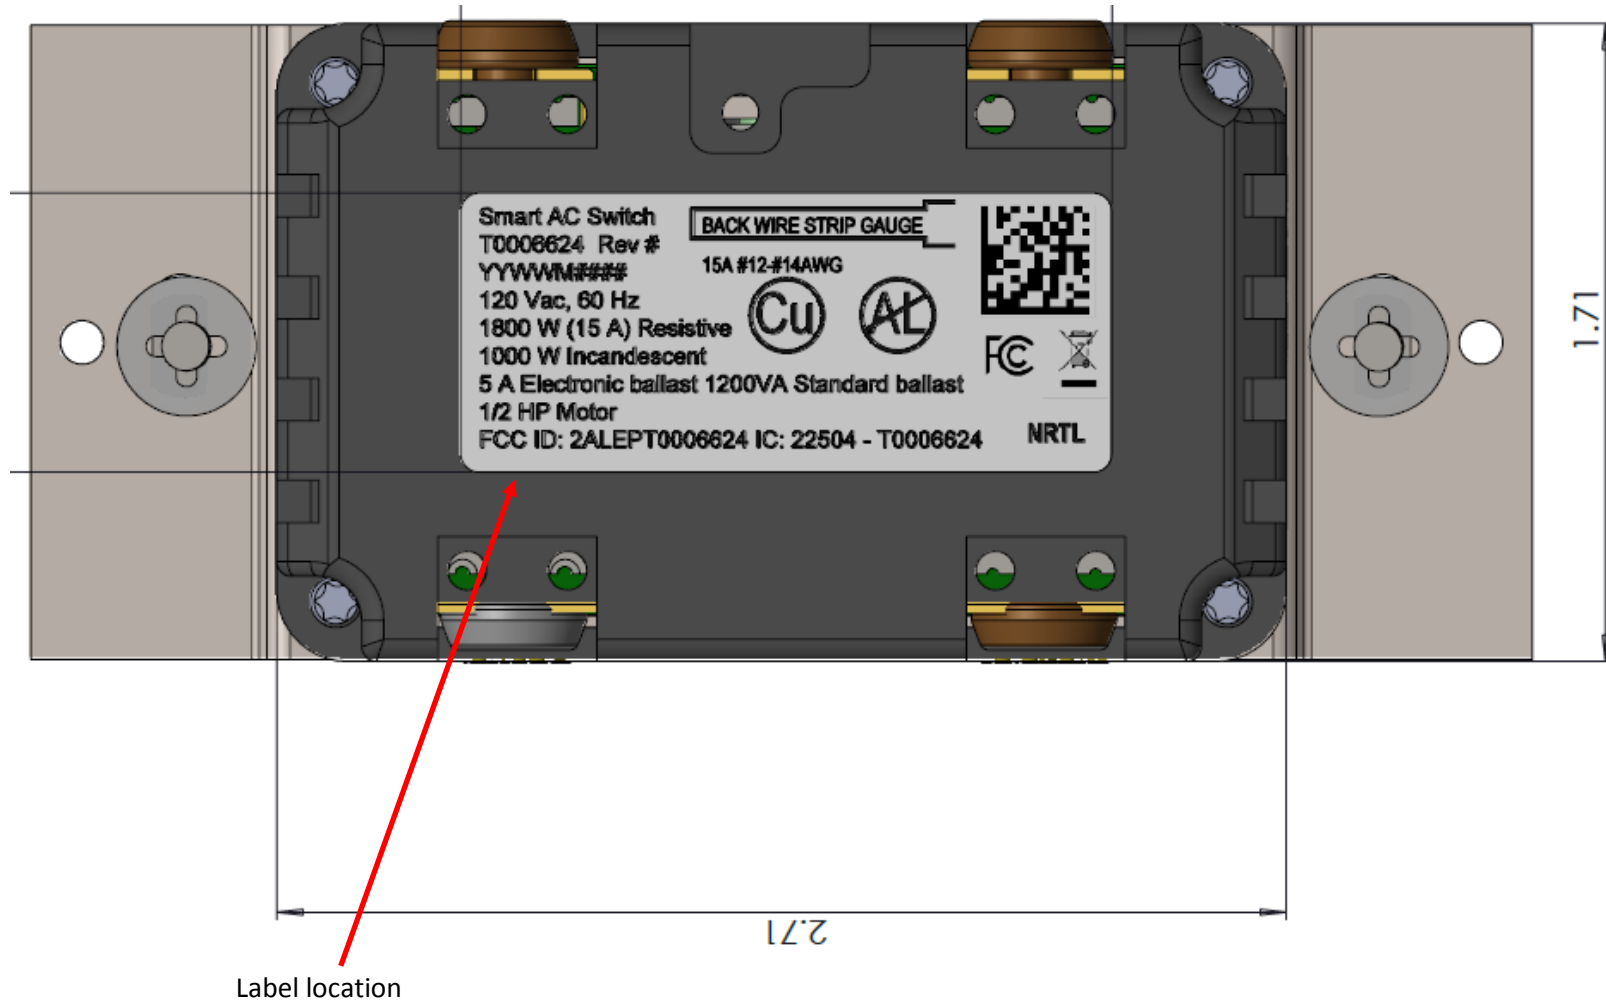 Smart AC Switch
T0006624 Rev #
YYWWM####
120 Vac, 60 Hz
1800 W (15 A) Resistive
1000 W Incandescent
5 A Electronic ballast 1200VA Standard ballast
1/2 HP Motor
FCC ID: 2ALEPT0006624 IC: 22504 - T0006624
BACK WIRE STRIP GAUGE
15A #12-#14AWG
Cu
AL
FC
NRTL
1.71
2.71
Label location